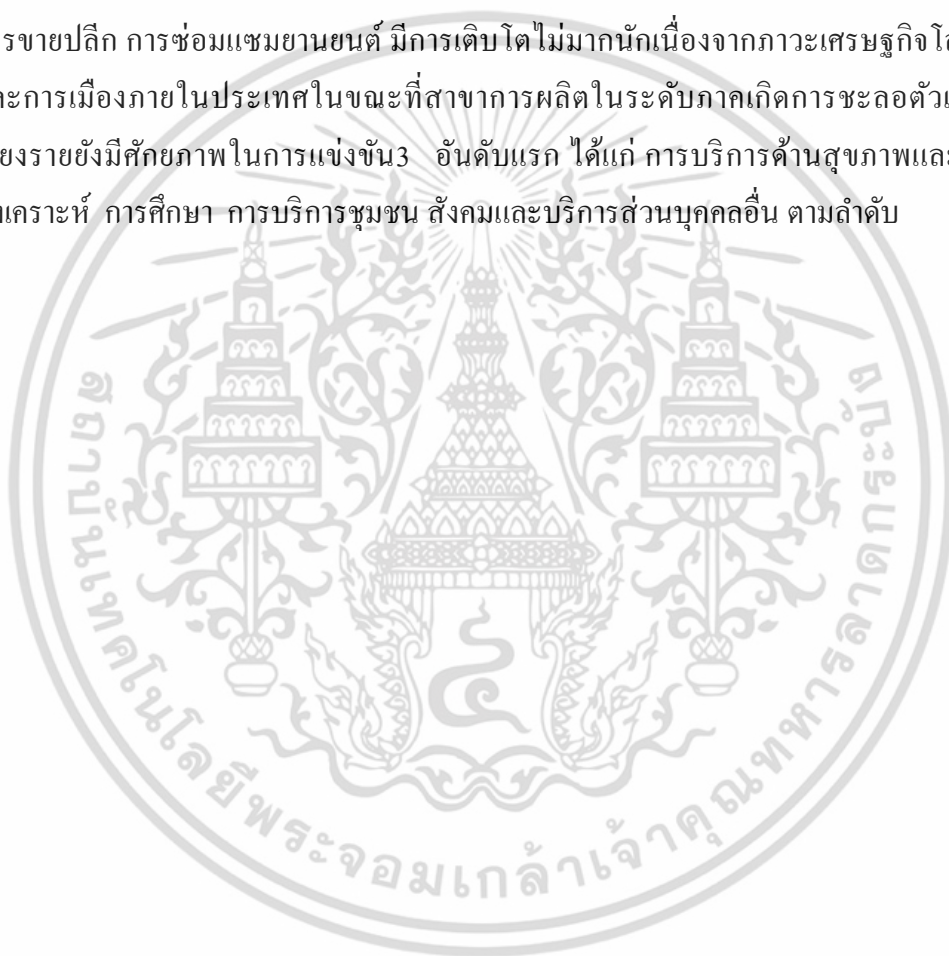 รขายปลีก การซ่อมแซมยานยนต์ มีการเติบโตไม่มากนักเนื่องจากภาวะเศรษฐกิจโล
ละการเมืองภายในประเทศในขณะที่สาขาการผลิตในระดับภาคเกิดการชะลอตัวแ
ยงรายยังมีศักยภาพในการแข่งขัน3 อันดับแรก ได้แก่ การบริการด้านสุขภาพและ
เคราะห์ การศึกษา การบริการชุมชน สังคมและบริการส่วนบุคคลอื่น ตามลำดับ
สถาบันเทคโนโลยีพระจอมเกล้าเจ้าคุณทหารลาดกระบัง
๔